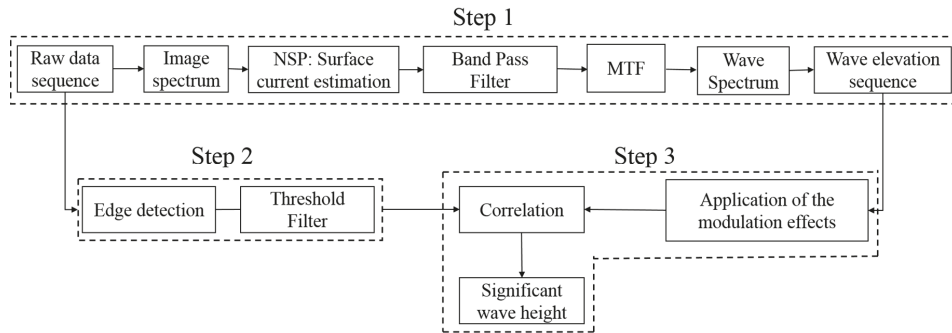 Step 1
Raw data
sequence
Image
spectrum
NSP: Surface
current estimation
Band Pass
Filter
MTF
Wave
Spectrum
Wave elevation
sequence
Step 2
Edge detection
Threshold
Filter
Step 3
Correlation
Application of the
modulation effects
Significant
wave height